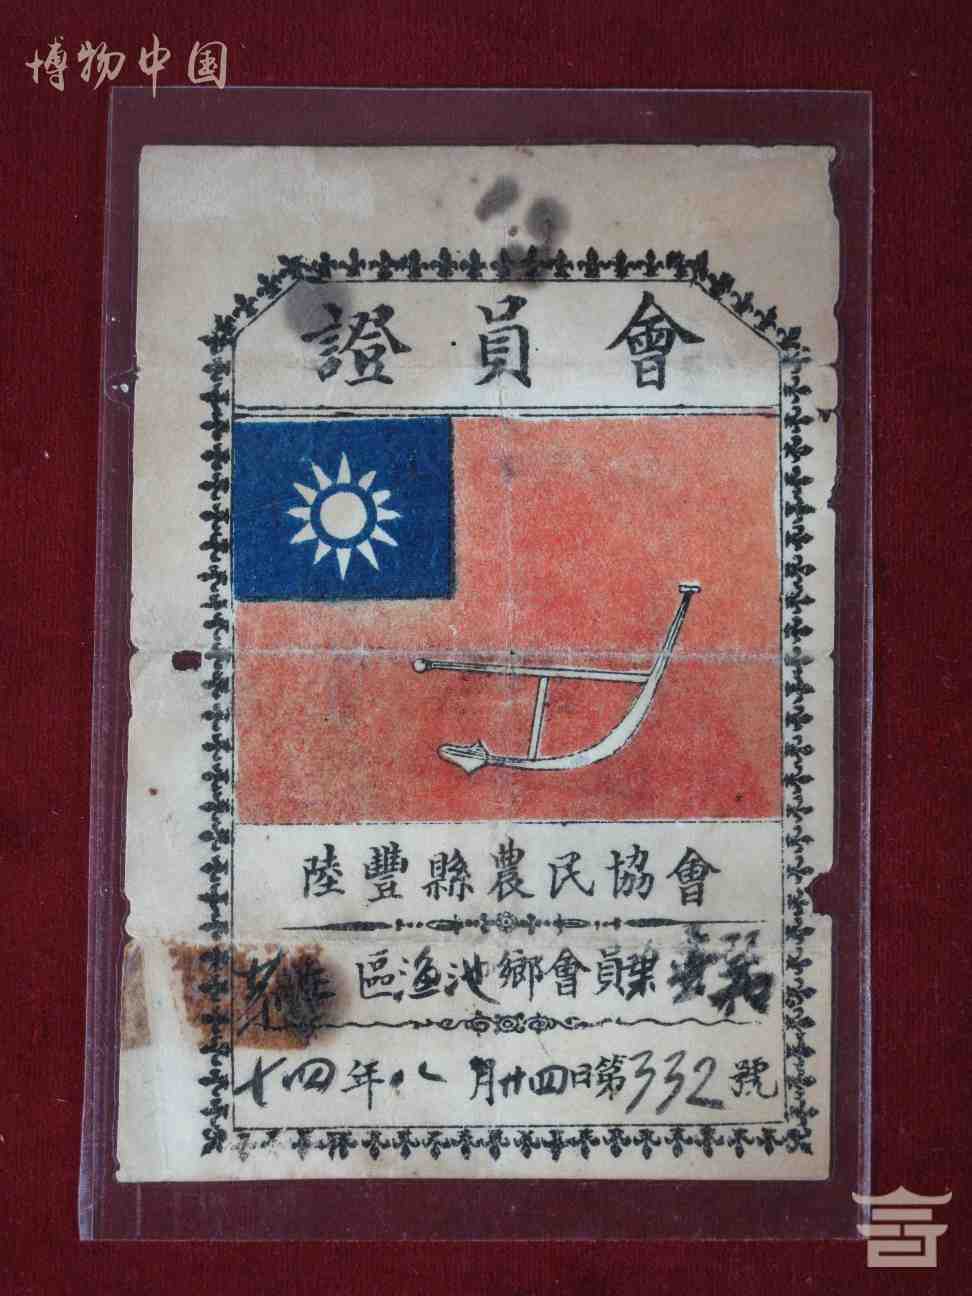 博物中国
會員證
陸豐縣農民協會
區渔池鄉會員
十四年八月廿四日第332號